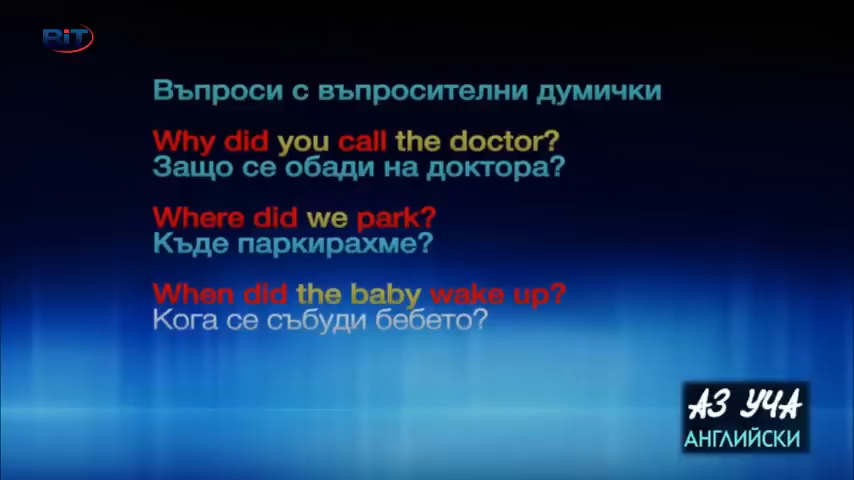 RiT
Въпроси с въпросителни думички
Why did you call the doctor?
Защо се обади на доктора?
Where did we park?
Къде паркирахме?
When did the baby wake up?
Кога се събуди бебето?
АЗ УЧА
АНГЛИЙСКИ